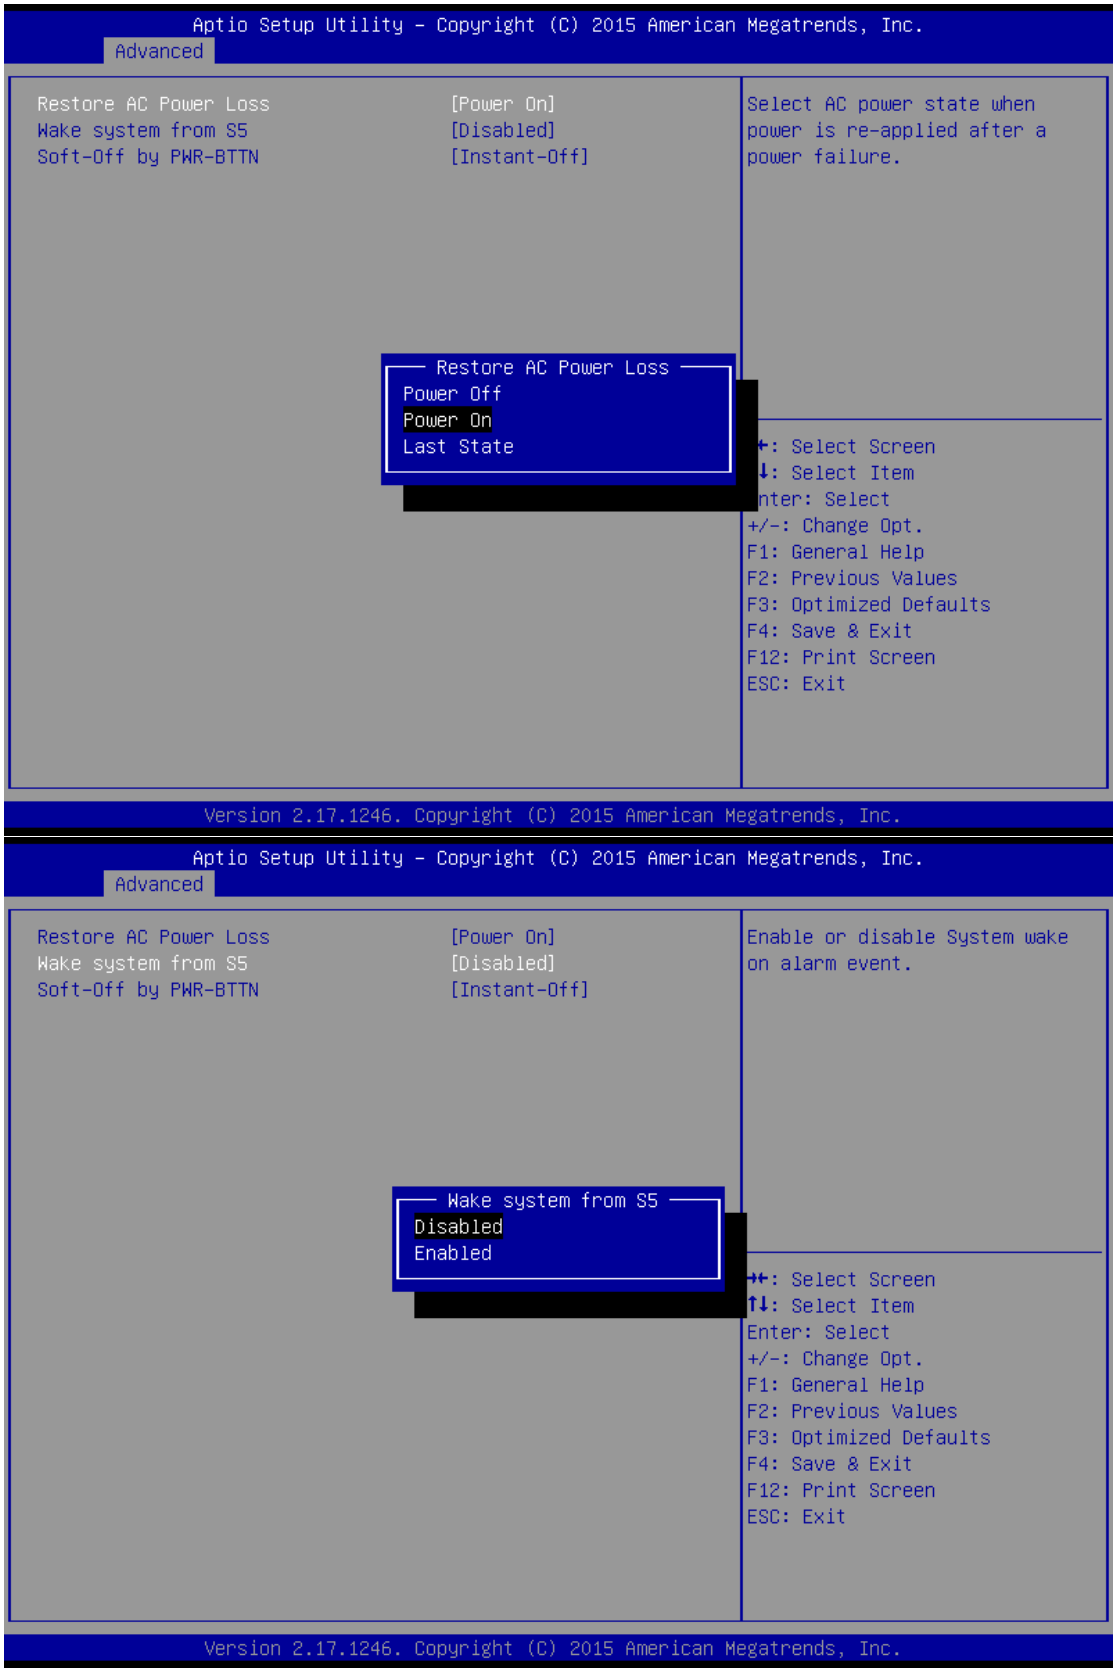 Aptio Setup Utility – Copyright (C) 2015 American Megatrends, Inc.
Advanced
Restore AC Power Loss [Power On]
Wake system from S5 [Disabled]
Soft-Off by PWR-BTTN [Instant-Off]
Select AC power state when
power is re-applied after a
power failure.
Restore AC Power Loss
Power Off
Power On
Last State
←: Select Screen
↓: Select Item
nter: Select
+/-: Change Opt.
F1: General Help
F2: Previous Values
F3: Optimized Defaults
F4: Save & Exit
F12: Print Screen
ESC: Exit
Version 2.17.1246. Copyright (C) 2015 American Megatrends, Inc.
Aptio Setup Utility – Copyright (C) 2015 American Megatrends, Inc.
Advanced
Restore AC Power Loss [Power On]
Wake system from S5 [Disabled]
Soft-Off by PWR-BTTN [Instant-Off]
Enable or disable System wake
on alarm event.
Wake system from S5
Disabled
Enabled
→←: Select Screen
↑↓: Select Item
Enter: Select
+/-: Change Opt.
F1: General Help
F2: Previous Values
F3: Optimized Defaults
F4: Save & Exit
F12: Print Screen
ESC: Exit
Version 2.17.1246. Copyright (C) 2015 American Megatrends, Inc.